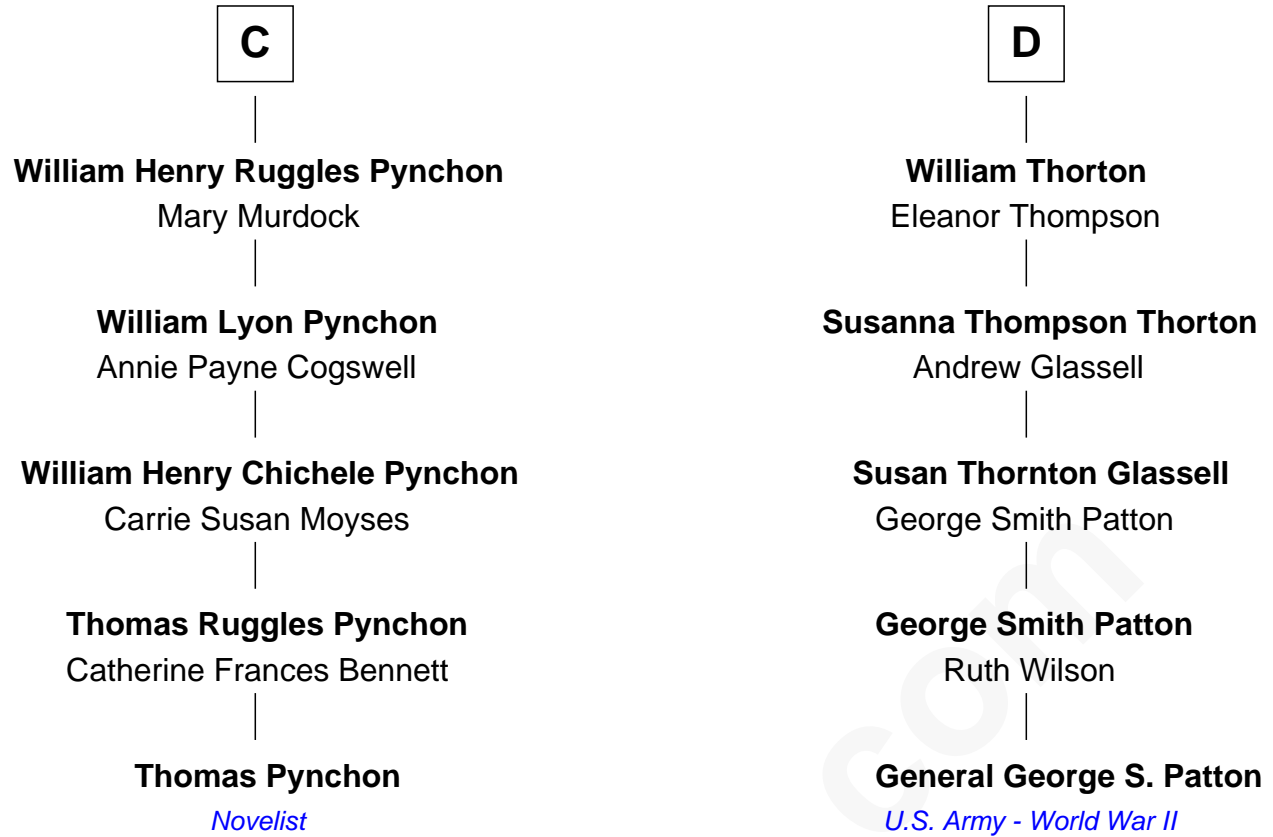 C
William Henry Ruggles Pynchon
Mary Murdock
William Lyon Pynchon
Annie Payne Cogswell
William Henry Chichele Pynchon
Carrie Susan Moyses
Thomas Ruggles Pynchon
Catherine Frances Bennett
Thomas Pynchon
Novelist
D
William Thorton
Eleanor Thompson
Susanna Thompson Thorton
Andrew Glassell
Susan Thornton Glassell
George Smith Patton
George Smith Patton
Ruth Wilson
General George S. Patton
U.S. Army - World War II
com